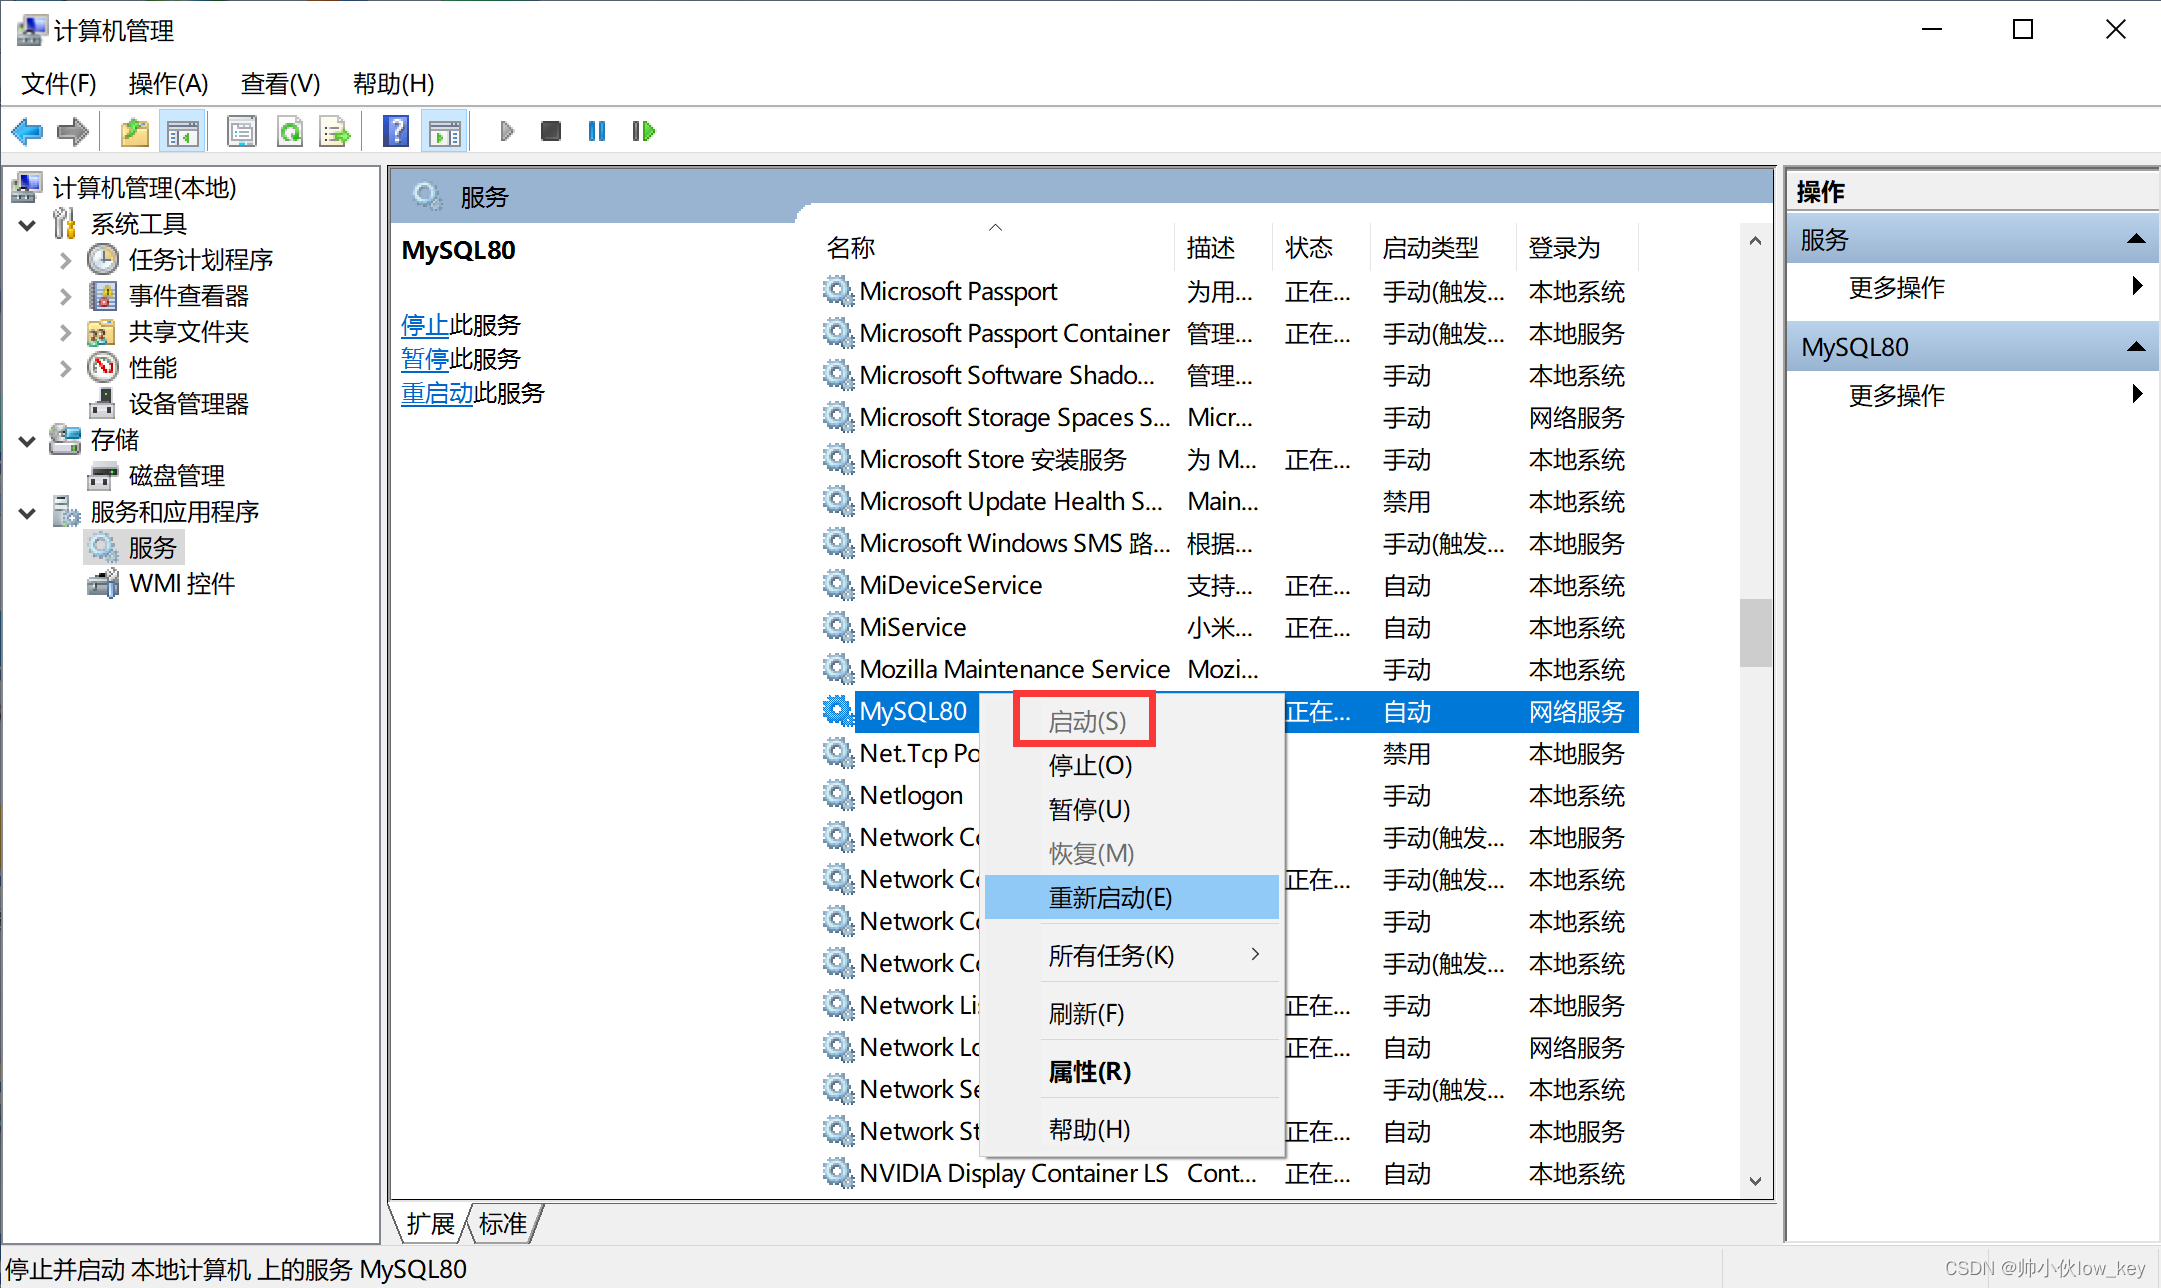 计算机管理
文件(F) 操作(A) 查看(V) 帮助(H)
计算机管理(本地)
系统工具
任务计划程序
事件查看器
共享文件夹
性能
设备管理器
存储
磁盘管理
服务和应用程序
服务
WMI 控件
服务
MySQL80
停止此服务
暂停此服务
重启动此服务
名称 描述 状态 启动类型 登录为
Microsoft Passport 为用... 正在... 手动(触发... 本地系统
Microsoft Passport Container 管理... 正在... 手动(触发... 本地服务
Microsoft Software Shado... 管理... 手动 本地系统
Microsoft Storage Spaces S... Micr... 手动 网络服务
Microsoft Store 安装服务 为 M... 正在... 手动 本地系统
Microsoft Update Health S... Main... 禁用 本地系统
Microsoft Windows SMS 路... 根据... 手动(触发... 本地服务
MiDeviceService 支持... 正在... 自动 本地系统
MiService 小米... 正在... 自动 本地系统
Mozilla Maintenance Service Mozi... 手动 本地系统
MySQL80 正在... 自动 网络服务
Net.Tcp Po 禁用 本地服务
Netlogon 手动 本地系统
Network Co 手动(触发... 本地服务
Network Co 正在... 手动(触发... 本地系统
Network Co 手动 本地系统
Network Co 手动(触发... 本地系统
Network Lis 正在... 手动 本地服务
Network Lo 正在... 自动 网络服务
Network Se 手动(触发... 本地系统
Network St 正在... 自动 本地服务
NVIDIA Display Container LS Cont... 正在... 自动 本地系统
启动(S)
停止(O)
暂停(U)
恢复(M)
重新启动(E)
所有任务(K)
刷新(F)
属性(R)
帮助(H)
扩展 标准
操作
服务
更多操作
MySQL80
更多操作
停止并启动 本地计算机 上的服务 MySQL80
CSDN @帅小伙low_key